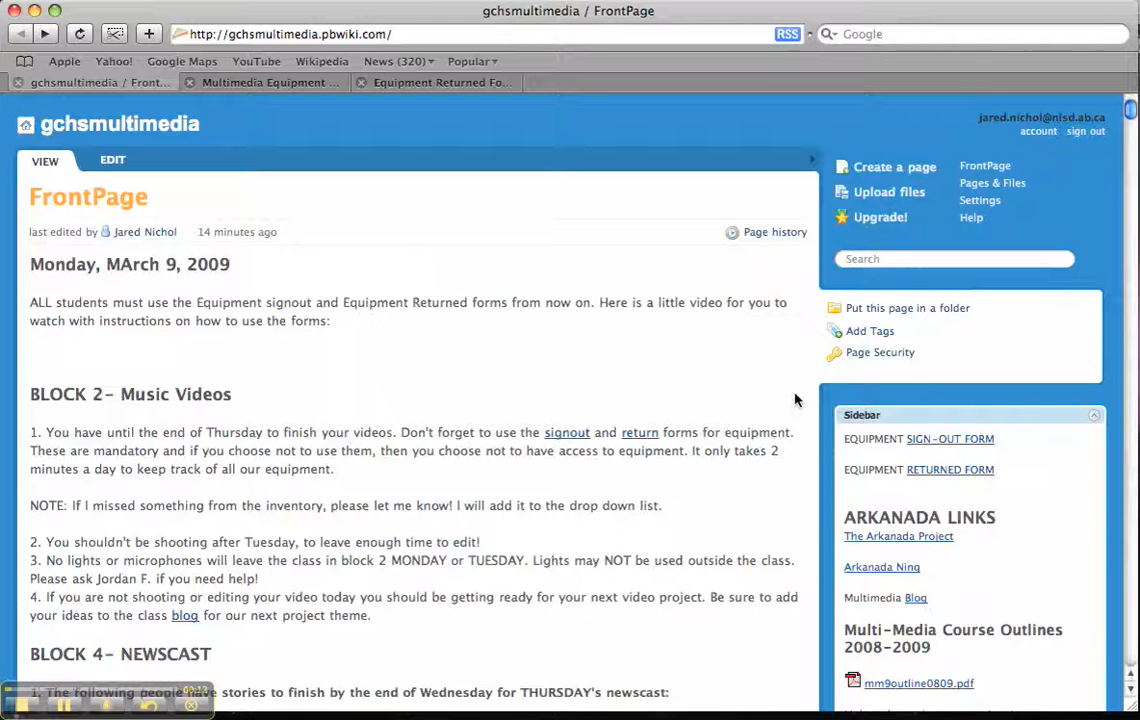 gchsmultimedia / FrontPage
http://gchsmultimedia.pbwiki.com/
RSS
Google
Apple Yahoo! Google Maps YouTube Wikipedia News (320) Popular
gchsmultimedia / Front... Multimedia Equipment ... Equipment Returned Fo...
gchsmultimedia
jared.nichol@nlsd.ab.ca
account sign out
VIEW EDIT
FrontPage
last edited by Jared Nichol 14 minutes ago Page history
Monday, MArch 9, 2009
ALL students must use the Equipment signout and Equipment Returned forms from now on. Here is a little video for you to
watch with instructions on how to use the forms:
BLOCK 2- Music Videos
1. You have until the end of Thursday to finish your videos. Don't forget to use the signout and return forms for equipment.
These are mandatory and if you choose not to use them, then you choose not to have access to equipment. It only takes 2
minutes a day to keep track of all our equipment.
NOTE: If I missed something from the inventory, please let me know! I will add it to the drop down list.
2. You shouldn't be shooting after Tuesday, to leave enough time to edit!
3. No lights or microphones will leave the class in block 2 MONDAY or TUESDAY. Lights may NOT be used outside the class.
Please ask Jordan F. if you need help!
4. If you are not shooting or editing your video today you should be getting ready for your next video project. Be sure to add
your ideas to the class blog for our next project theme.
BLOCK 4- NEWSCAST
1. The following people have stories to finish by the end of Wednesday for THURSDAY's newscast:
Create a page
Upload files
Upgrade!
FrontPage
Pages & Files
Settings
Help
Search
Put this page in a folder
Add Tags
Page Security
Sidebar
EQUIPMENT SIGN-OUT FORM
EQUIPMENT RETURNED FORM
ARKANADA LINKS
The Arkanada Project
Arkanada Ning
Multimedia Blog
Multi-Media Course Outlines
2008-2009
mm9outline0809.pdf